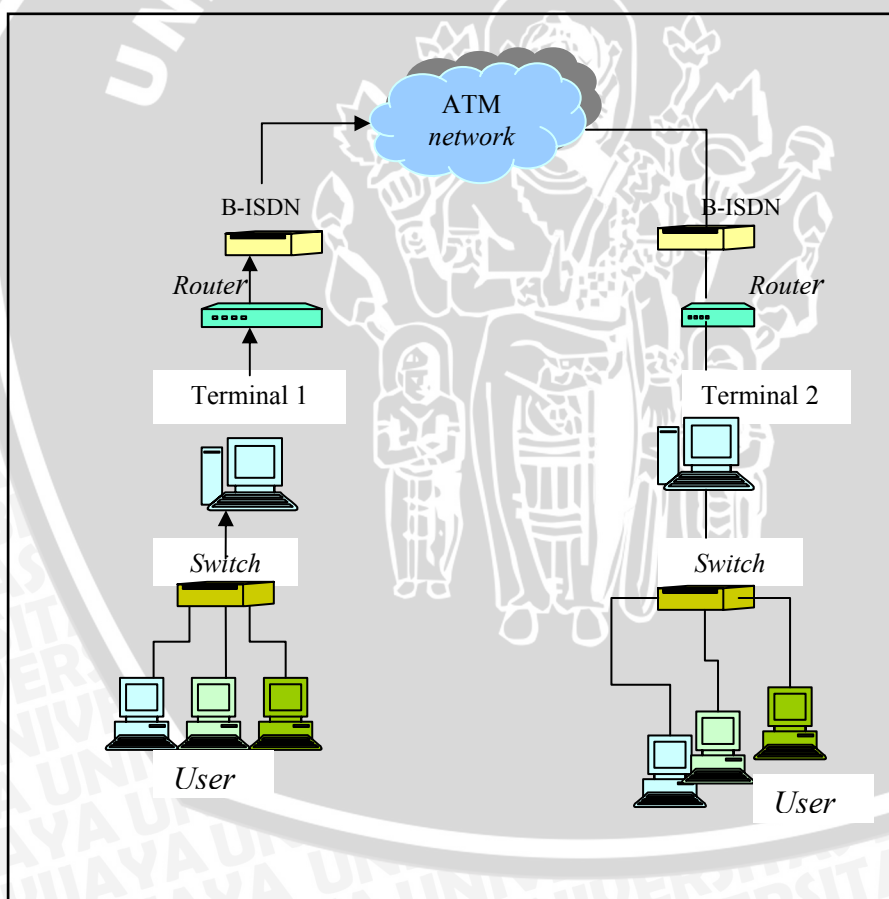 ATM
network
B-ISDN
B-ISDN
Router
Router
Terminal 1
Terminal 2
Switch
Switch
User
User